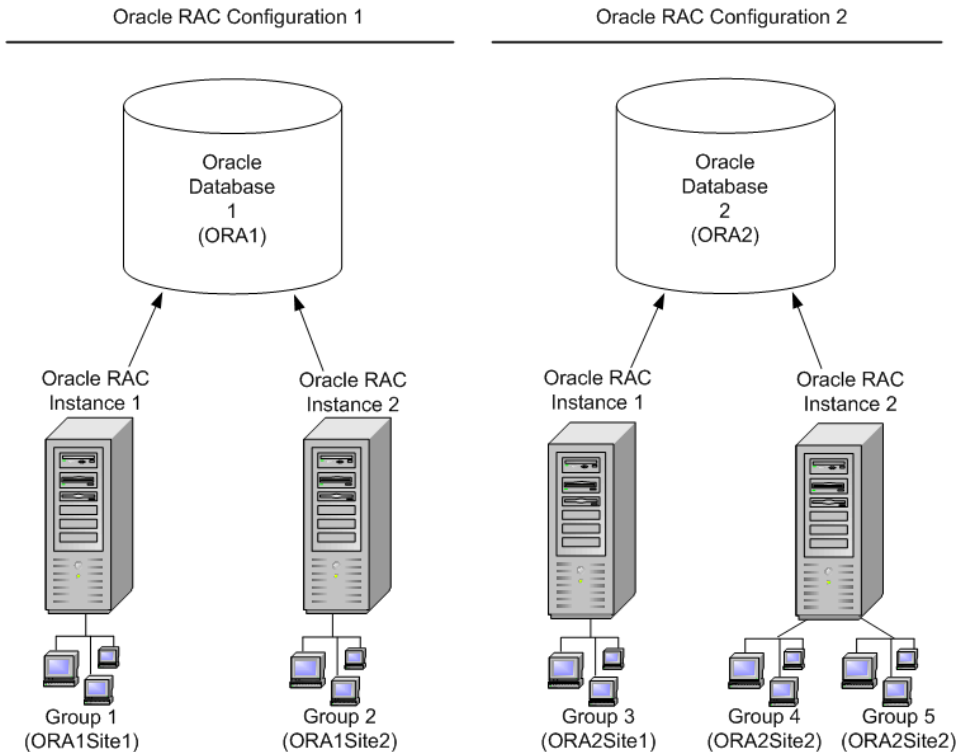 Oracle RAC Configuration 1
Oracle Database 1 (ORA1)
Oracle RAC Instance 1
Oracle RAC Instance 2
Group 1 (ORA1Site1)
Group 2 (ORA1Site2)
Oracle RAC Configuration 2
Oracle Database 2 (ORA2)
Oracle RAC Instance 1
Oracle RAC Instance 2
Group 3 (ORA2Site1)
Group 4 (ORA2Site2)
Group 5 (ORA2Site2)